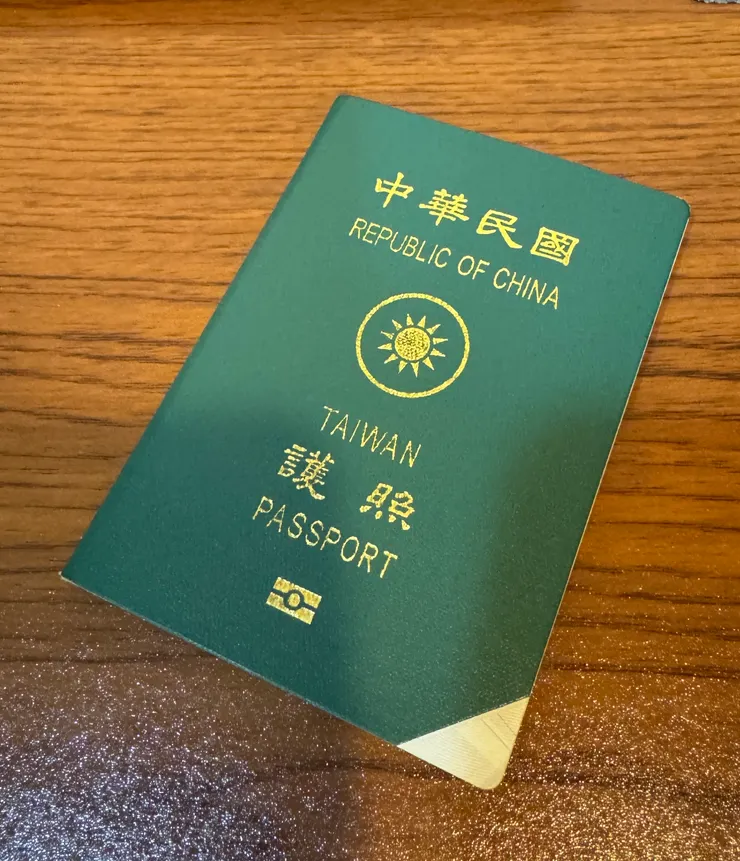 中華民國
REPUBLIC OF CHINA
TAIWAN
護照
PASSPORT